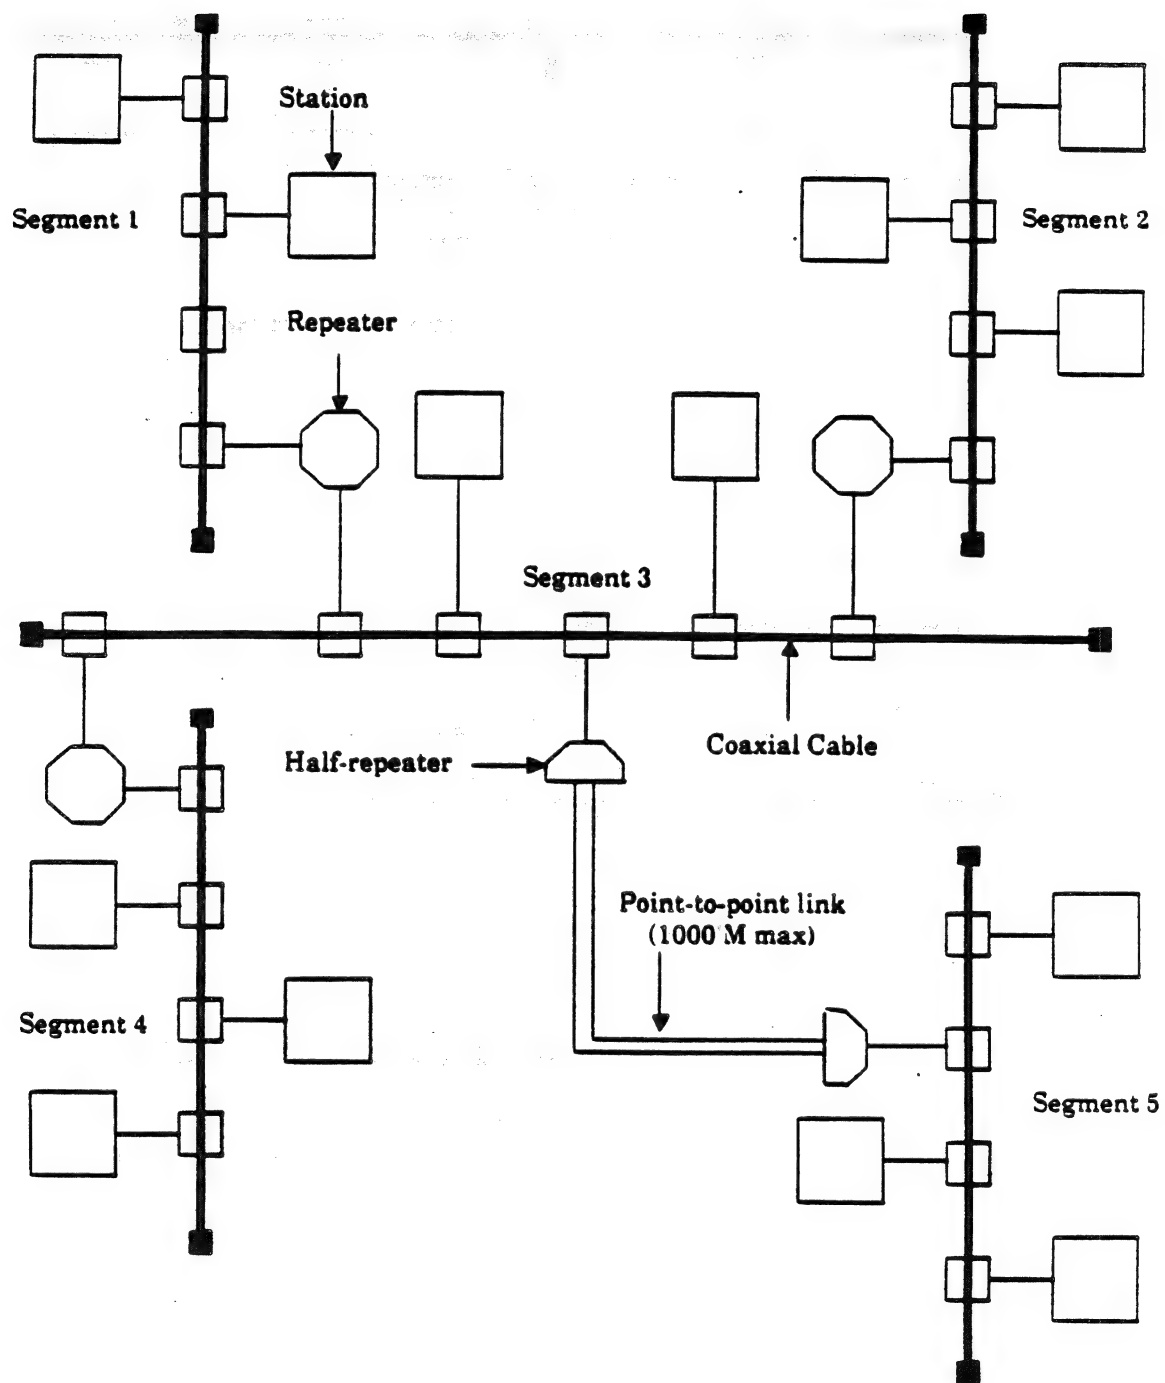 Station
Segment 1
Segment 2
Repeater
Segment 3
Coaxial Cable
Half-repeater
Point-to-point link
(1000 M max)
Segment 4
Segment 5